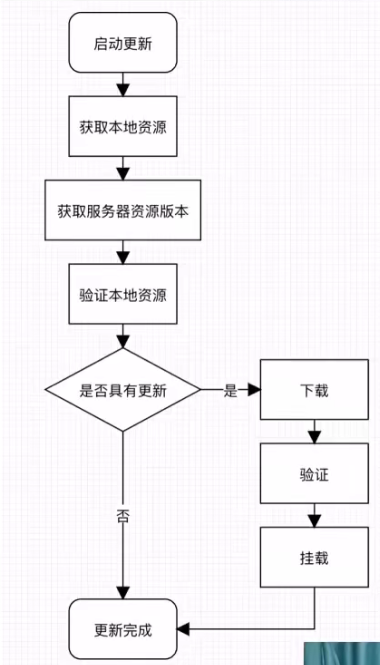 启动更新
获取本地资源
获取服务器资源版本
验证本地资源
是否具有更新
是
下载
验证
挂载
否
更新完成